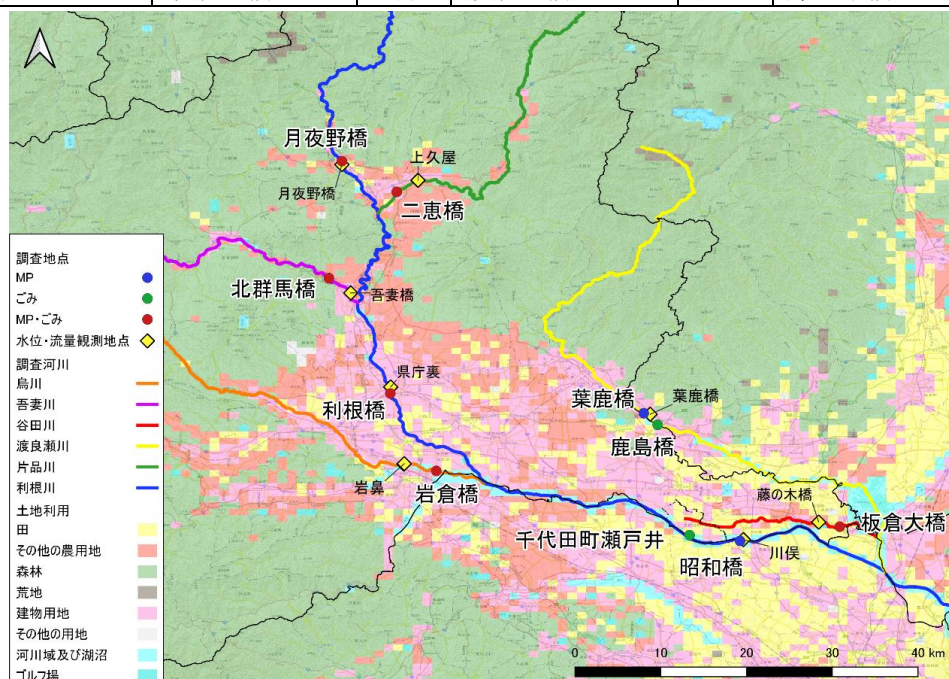 月夜野橋
上久屋
月夜野橋
二恵橋
北群馬橋
吾妻橋
調査地点
MP
ごみ
MP・ごみ
水位・流量観測地点
調査河川
烏川
吾妻川
谷田川
渡良瀬川
片品川
利根川
土地利用
田
その他の農用地
森林
荒地
建物用地
その他の用地
河川域及び湖沼
ゴルフ場
県庁裏
利根橋
葉鹿橋
葉鹿橋
鹿島橋
岩鼻
岩倉橋
藤の木橋
板倉大橋
千代田町瀬戸井
昭和橋
川俣
0 10 20 30 40 km